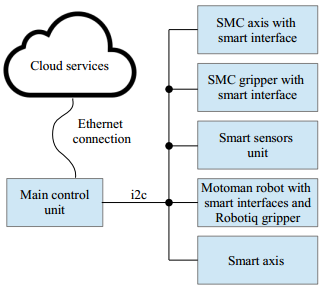 Cloud services
Ethernet
connection
Main control
unit
i2c
SMC axis with
smart interface
SMC gripper with
smart interface
Smart sensors
unit
Motoman robot with
smart interfaces and
Robotiq gripper
Smart axis